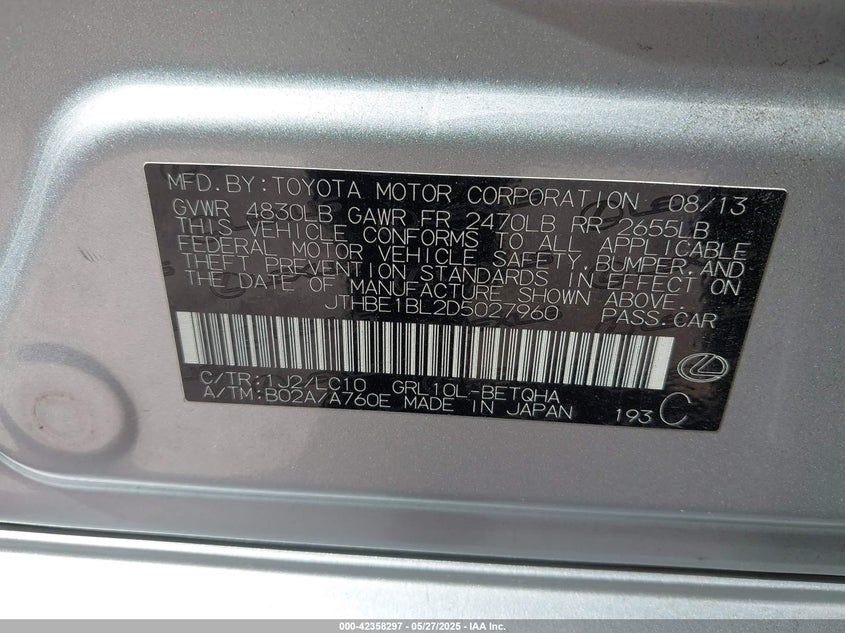 MFD. BY: TOYOTA MOTOR CORPORATION 08/13
GVWR 4830LB GAWR FR 2470LB RR 2655LB
THIS VEHICLE CONFORMS TO ALL APPLICABLE
FEDERAL MOTOR VEHICLE SAFETY, BUMPER, AND
THEFT PREVENTION STANDARDS IN EFFECT ON
THE DATE OF MANUFACTURE SHOWN ABOVE.
JTHBE1BL2D5027960 PASS.CAR
C/TR: 1J2/LC10 GRL10L-BETQHA
A/TM: B02A/A760E MADE IN JAPAN 193 C
000-42358297 - 05/27/2025 - IAA Inc.